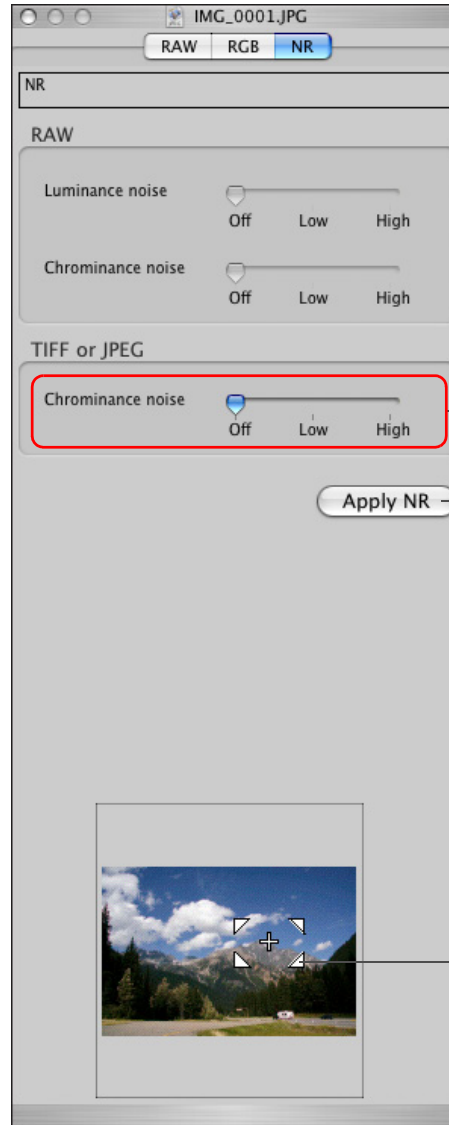 IMG_0001.JPG
RAW RGB NR
NR
RAW
Luminance noise
Off Low High
Chrominance noise
Off Low High
TIFF or JPEG
Chrominance noise
Off Low High
Apply NR